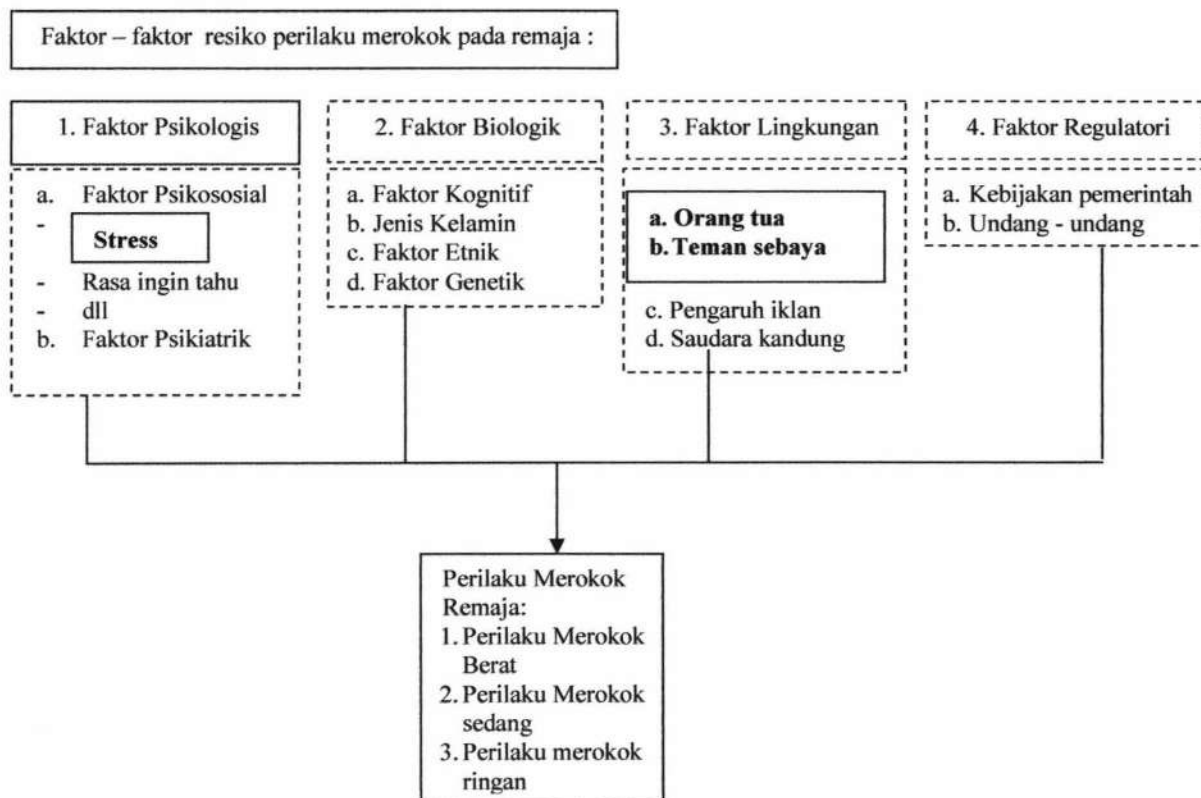 Faktor – faktor resiko perilaku merokok pada remaja :
1. Faktor Psikologis
a. Faktor Psikososial
-
Stress
- Rasa ingin tahu
- dll
b. Faktor Psikiatrik
2. Faktor Biologik
a. Faktor Kognitif
b. Jenis Kelamin
c. Faktor Etnik
d. Faktor Genetik
3. Faktor Lingkungan
a. Orang tua
b. Teman sebaya
c. Pengaruh iklan
d. Saudara kandung
4. Faktor Regulatori
a. Kebijakan pemerintah
b. Undang - undang
Perilaku Merokok
Remaja:
1. Perilaku Merokok
Berat
2. Perilaku Merokok
sedang
3. Perilaku merokok
ringan